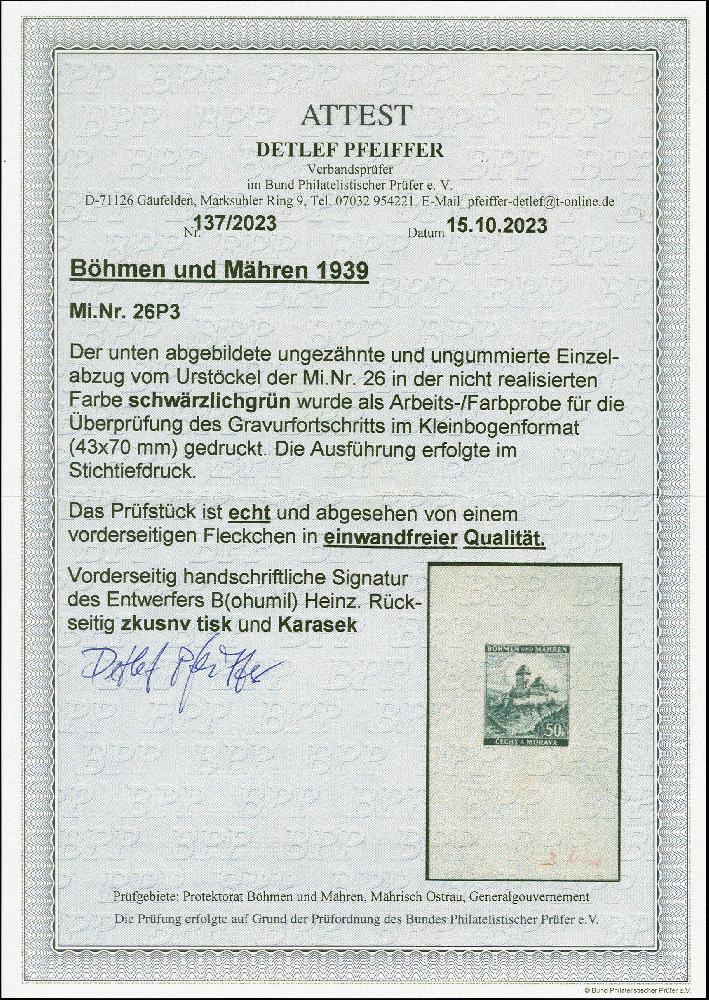 ATTEST
DETLEF PFEIFFER
Verbandsprüfer
im Bund Philatelistischer Prüfer e. V.
D-71126 Gäufelden, Marksuhler Ring 9, Tel. 07032 954221, E-Mail: pfeiffer-detlef@t-online.de
Nr. 137/2023 Datum 15.10.2023
Böhmen und Mähren 1939
Mi.Nr. 26P3
Der unten abgebildete ungezähnte und ungummierte Einzel-
abzug vom Urstöckel der Mi.Nr. 26 in der nicht realisierten
Farbe schwärzlichgrün wurde als Arbeits-/Farbprobe für die
Überprüfung des Gravurfortschritts im Kleinbogenformat
(43x70 mm) gedruckt. Die Ausführung erfolgte im
Stichtiefdruck.
Das Prüfstück ist echt und abgesehen von einem
vorderseitigen Fleckchen in einwandfreier Qualität.
Vorderseitig handschriftliche Signatur
des Entwerfers B(ohumil) Heinz. Rück-
seitig zkusnv tisk und Karasek
Detlef Pfeiffer
BÖHMEN UND MÄHREN
50h
ČECHY A MORAVA
Prüfgebiete: Protektorat Böhmen und Mähren, Mährisch Ostrau, Generalgouvernement
Die Prüfung erfolgte auf Grund der Prüfordnung des Bundes Philatelistischer Prüfer e.V.
© Bund Philatelistischer Prüfer e.V.